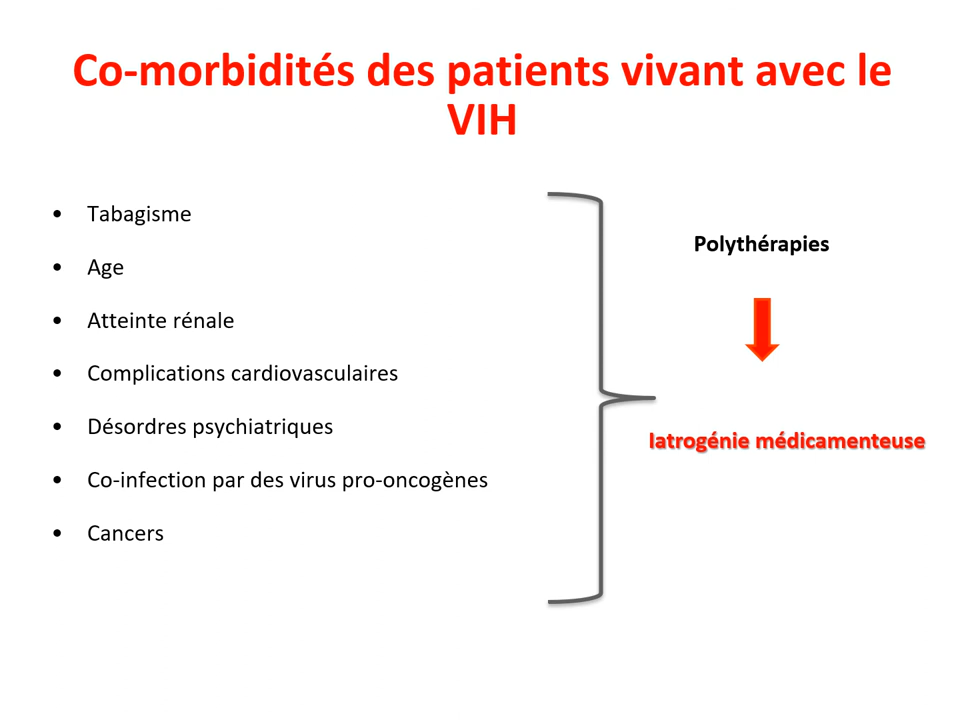 Co-morbidités des patients vivant avec le
VIH
• Tabagisme
• Age
• Atteinte rénale
• Complications cardiovasculaires
• Désordres psychiatriques
• Co-infection par des virus pro-oncogènes
• Cancers
Polythérapies
Iatrogénie médicamenteuse